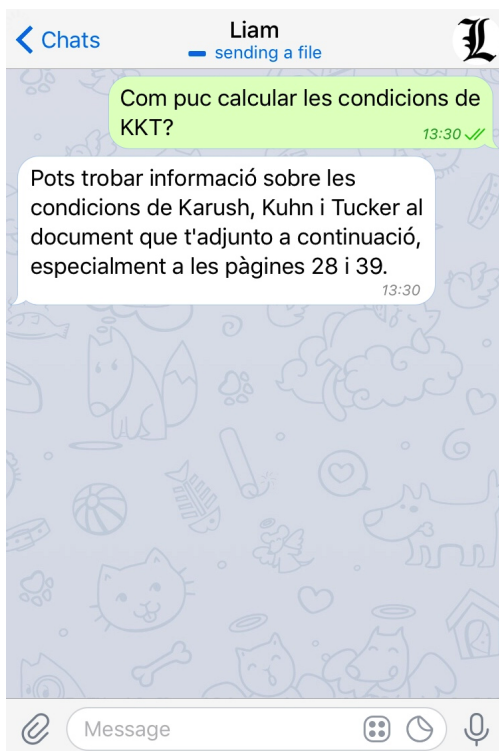 Chats
Liam
sending a file
Com puc calcular les condicions de
KKT?
13:30
Pots trobar informació sobre les
condicions de Karush, Kuhn i Tucker al
document que t'adjunto a continuació,
especialment a les pàgines 28 i 39.
13:30
Message